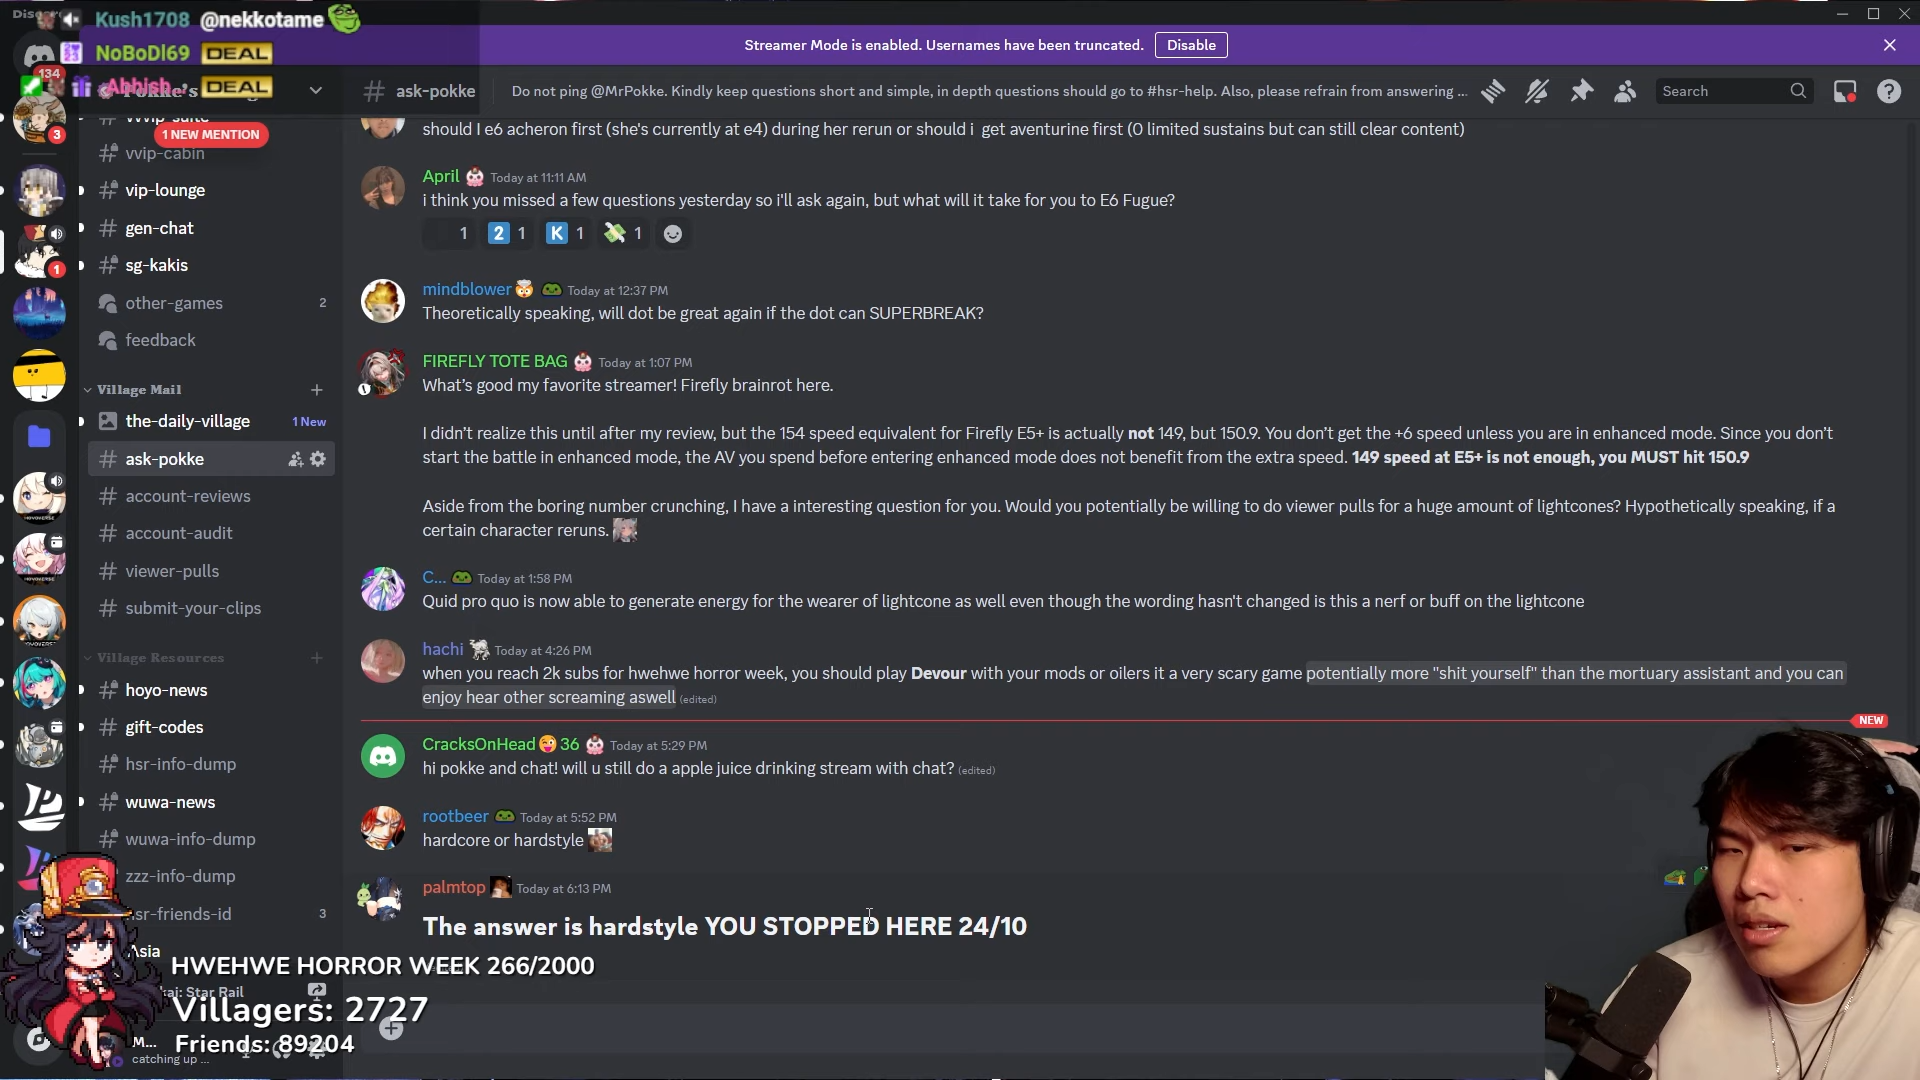 Kush1708 @nekkotame
NoBoDl69 DEAL
Abhish DEAL
134
Streamer Mode is enabled. Usernames have been truncated. Disable
# ask-pokke
Do not ping @MrPokke. Kindly keep questions short and simple, in depth questions should go to #hsr-help. Also, please refrain from answering ...
Search
1 NEW MENTION
3
vvip-cabin
vip-lounge
gen-chat
sg-kakis
1
other-games 2
feedback
Village Mail
the-daily-village 1 New
ask-pokke
account-reviews
account-audit
viewer-pulls
submit-your-clips
Village Resources
hoyo-news
gift-codes
hsr-info-dump
wuwa-news
wuwa-info-dump
zzz-info-dump
sr-friends-id 3
Asia
should I e6 acheron first (she's currently at e4) during her rerun or should i get aventurine first (0 limited sustains but can still clear content)
April Today at 11:11 AM
i think you missed a few questions yesterday so i'll ask again, but what will it take for you to E6 Fugue?
1 2 1 K 1 1
mindblower Today at 12:37 PM
Theoretically speaking, will dot be great again if the dot can SUPERBREAK?
FIREFLY TOTE BAG Today at 1:07 PM
What's good my favorite streamer! Firefly brainrot here.
I didn't realize this until after my review, but the 154 speed equivalent for Firefly E5+ is actually not 149, but 150.9. You don't get the +6 speed unless you are in enhanced mode. Since you don't
start the battle in enhanced mode, the AV you spend before entering enhanced mode does not benefit from the extra speed. 149 speed at E5+ is not enough, you MUST hit 150.9
Aside from the boring number crunching, I have a interesting question for you. Would you potentially be willing to do viewer pulls for a huge amount of lightcones? Hypothetically speaking, if a
certain character reruns.
C... Today at 1:58 PM
Quid pro quo is now able to generate energy for the wearer of lightcone as well even though the wording hasn't changed is this a nerf or buff on the lightcone
hachi Today at 4:26 PM
when you reach 2k subs for hwehwe horror week, you should play Devour with your mods or oilers it a very scary game potentially more "shit yourself" than the mortuary assistant and you can
enjoy hear other screaming aswell (edited)
NEW
CracksOnHead 36 Today at 5:29 PM
hi pokke and chat! will u still do a apple juice drinking stream with chat? (edited)
rootbeer Today at 5:52 PM
hardcore or hardstyle
palmtop Today at 6:13 PM
The answer is hardstyle YOU STOPPED HERE 24/10
HWEHWE HORROR WEEK 266/2000
kai: Star Rail
Villagers: 2727
Friends: 89204
M...
catching up ...